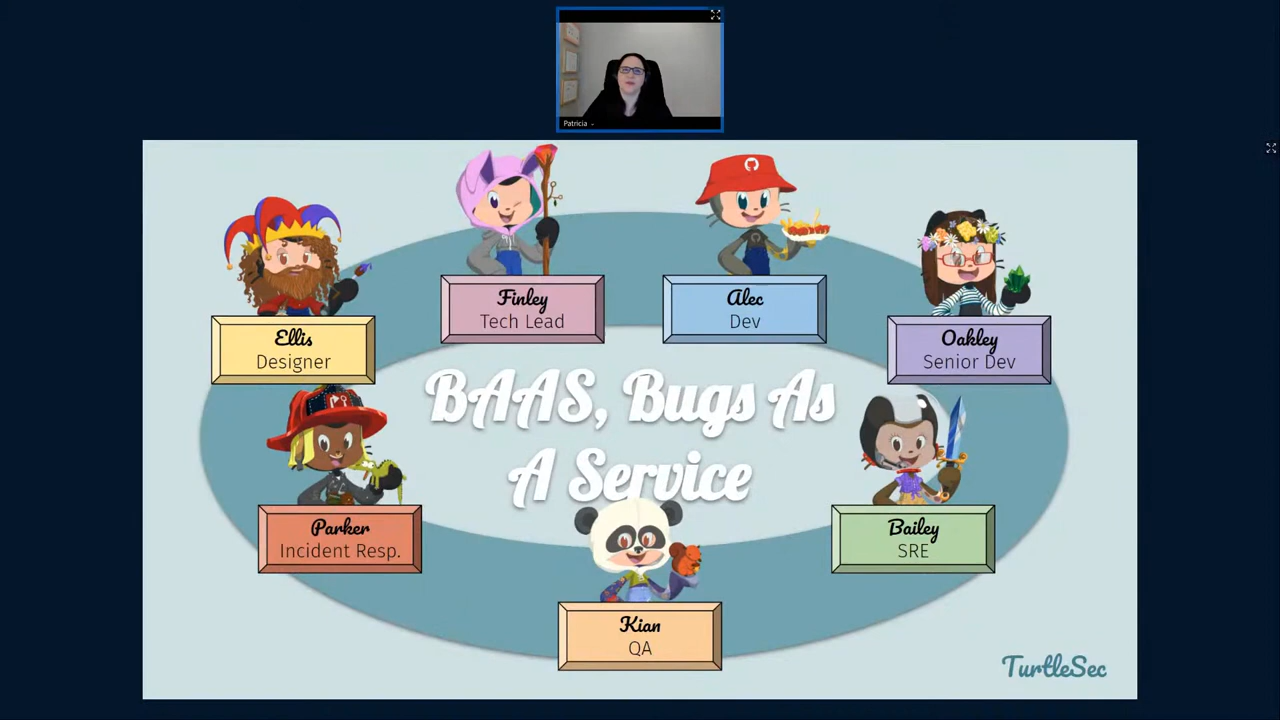 Patricia
Finley
Tech Lead
Alec
Dev
Ellis
Designer
Oakley
Senior Dev
BAAS, Bugs As
A Service
Parker
Incident Resp.
Bailey
SRE
Kian
QA
TurtleSec